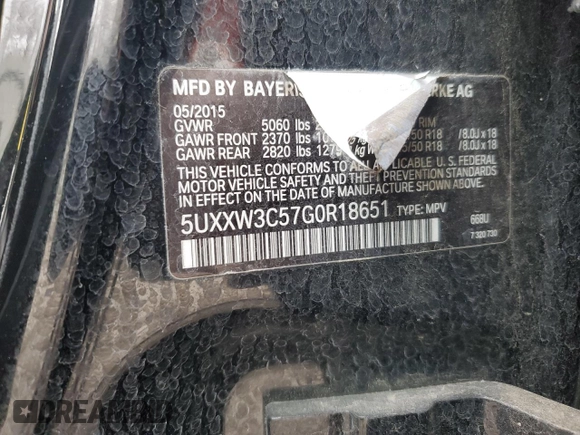 MFD BY BAYERIS RKE AG
05/2015
GVWR 5060 lbs RIM
GAWR FRONT 2370 lbs 10 50 R18 /8.0J x 18
GAWR REAR 2820 lbs 127 /50 R18 /8.0J x 18
THIS VEHICLE CONFORMS TO ALL APPLICABLE U. S. FEDERAL
MOTOR VEHICLE SAFETY AND THEFT PREVENTION STANDARDS
IN EFFECT ON THE DATE OF MANUFACTURE SHOWN ABOVE.
5UXXW3C57G0R18651 TYPE: MPV 668U
7 320 730